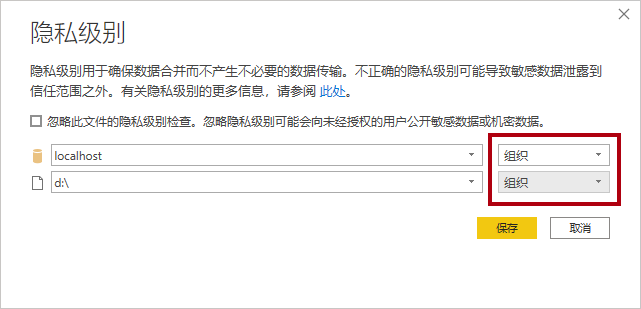 隐私级别
隐私级别用于确保数据合并而不产生不必要的数据传输。不正确的隐私级别可能导致敏感数据泄露到
信任范围之外。有关隐私级别的更多信息，请参阅 此处。
忽略此文件的隐私级别检查。忽略隐私级别可能会向未经授权的用户公开敏感数据或机密数据。
localhost 组织
d:\ 组织
保存 取消